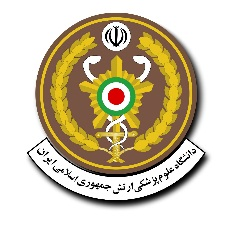 دانشگاه علوم پزشکی ارتش جمهوری اسلامی ایران